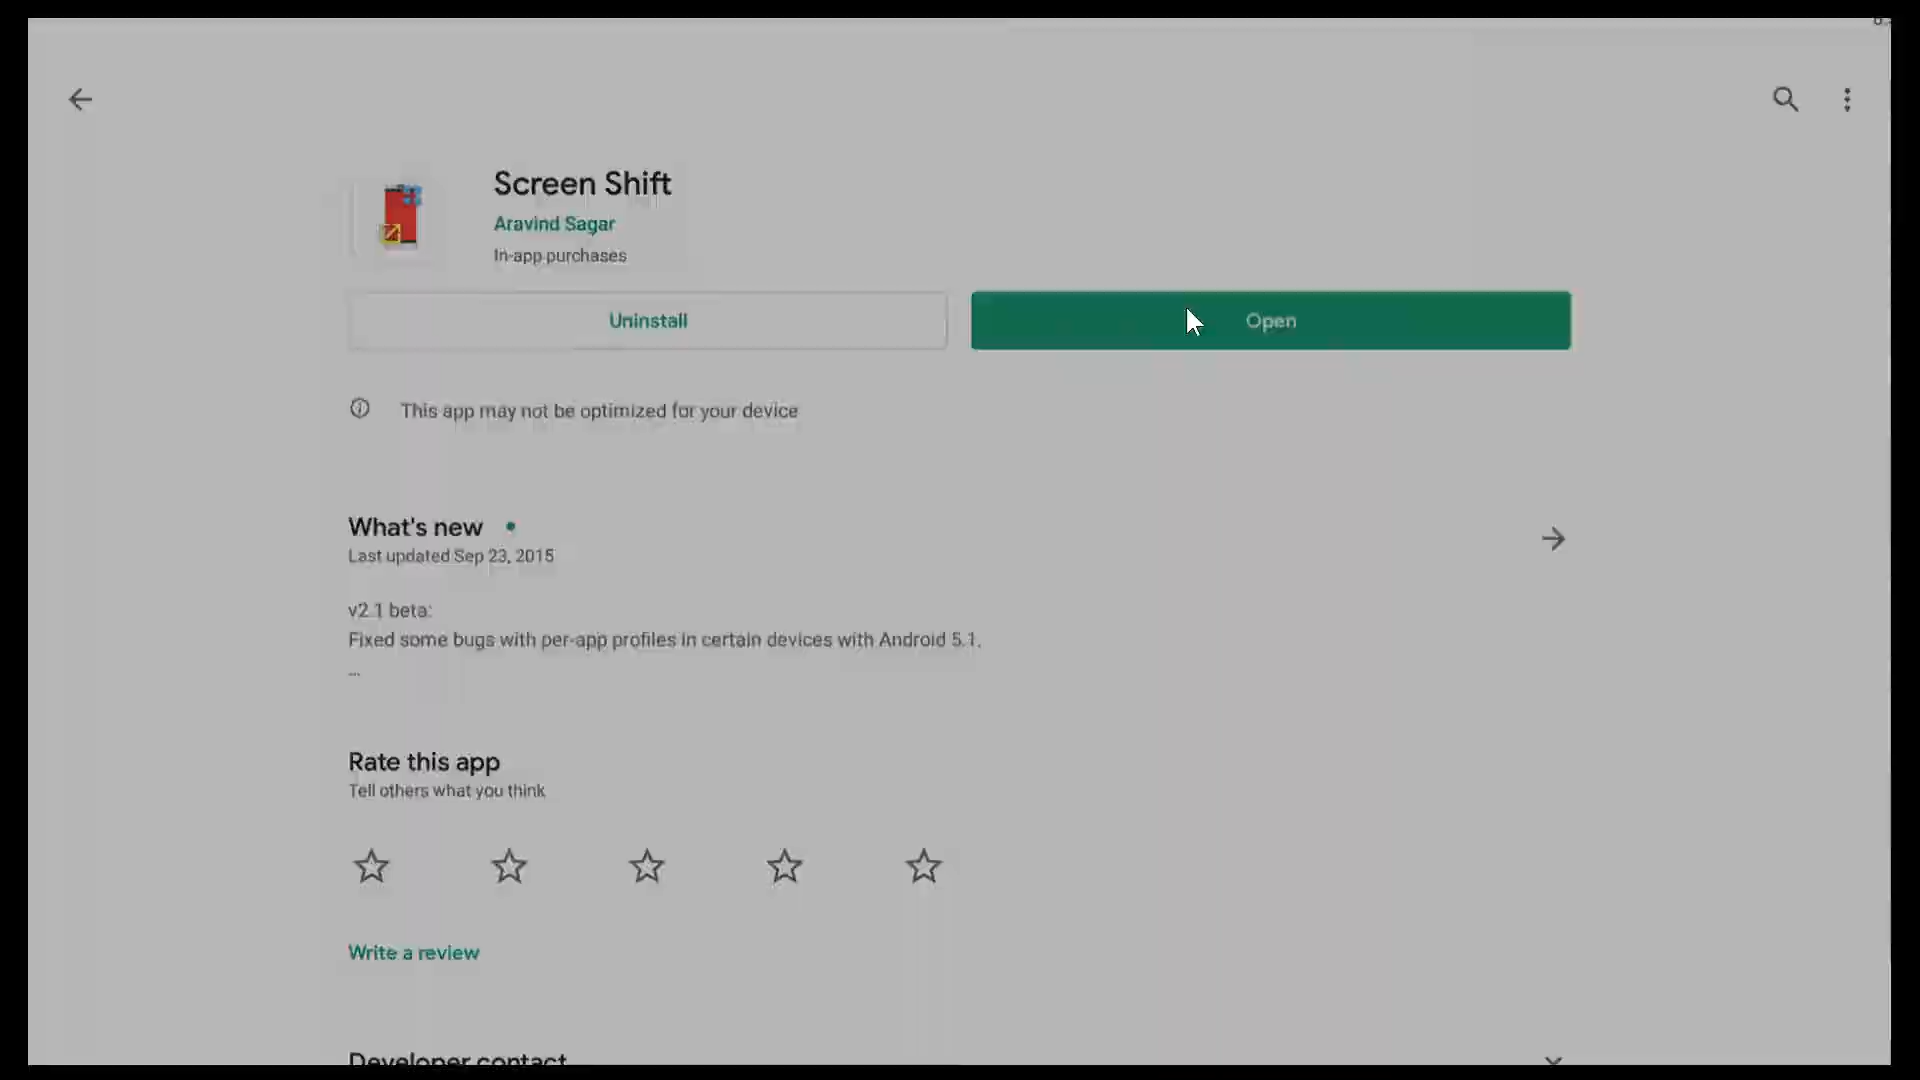 Screen Shift
Aravind Sagar
In-app purchases
Uninstall
Open
This app may not be optimized for your device
What's new
Last updated Sep 23, 2015
v2.1 beta:
Fixed some bugs with per-app profiles in certain devices with Android 5.1.
...
Rate this app
Tell others what you think
Write a review
Developer contact